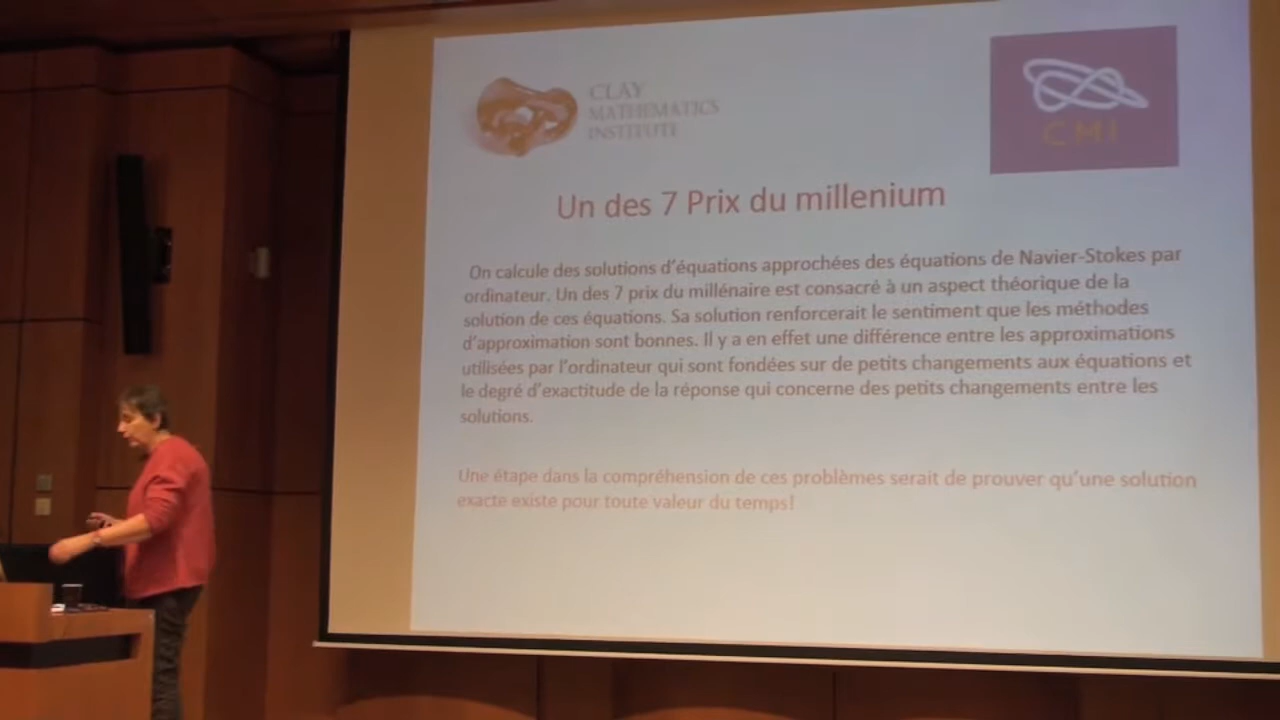 CLAY
MATHEMATICS
INSTITUTE
CMI
Un des 7 Prix du millenium
On calcule des solutions d'équations approchées des équations de Navier-Stokes par
ordinateur. Un des 7 prix du millénaire est consacré à un aspect théorique de la
solution de ces équations. Sa solution renforcerait le sentiment que les méthodes
d'approximation sont bonnes. Il y a en effet une différence entre les approximations
utilisées par l'ordinateur qui sont fondées sur de petits changements aux équations et
le degré d'exactitude de la réponse qui concerne des petits changements entre les
solutions.
Une étape dans la compréhension de ces problèmes serait de prouver qu'une solution
exacte existe pour toute valeur du temps!